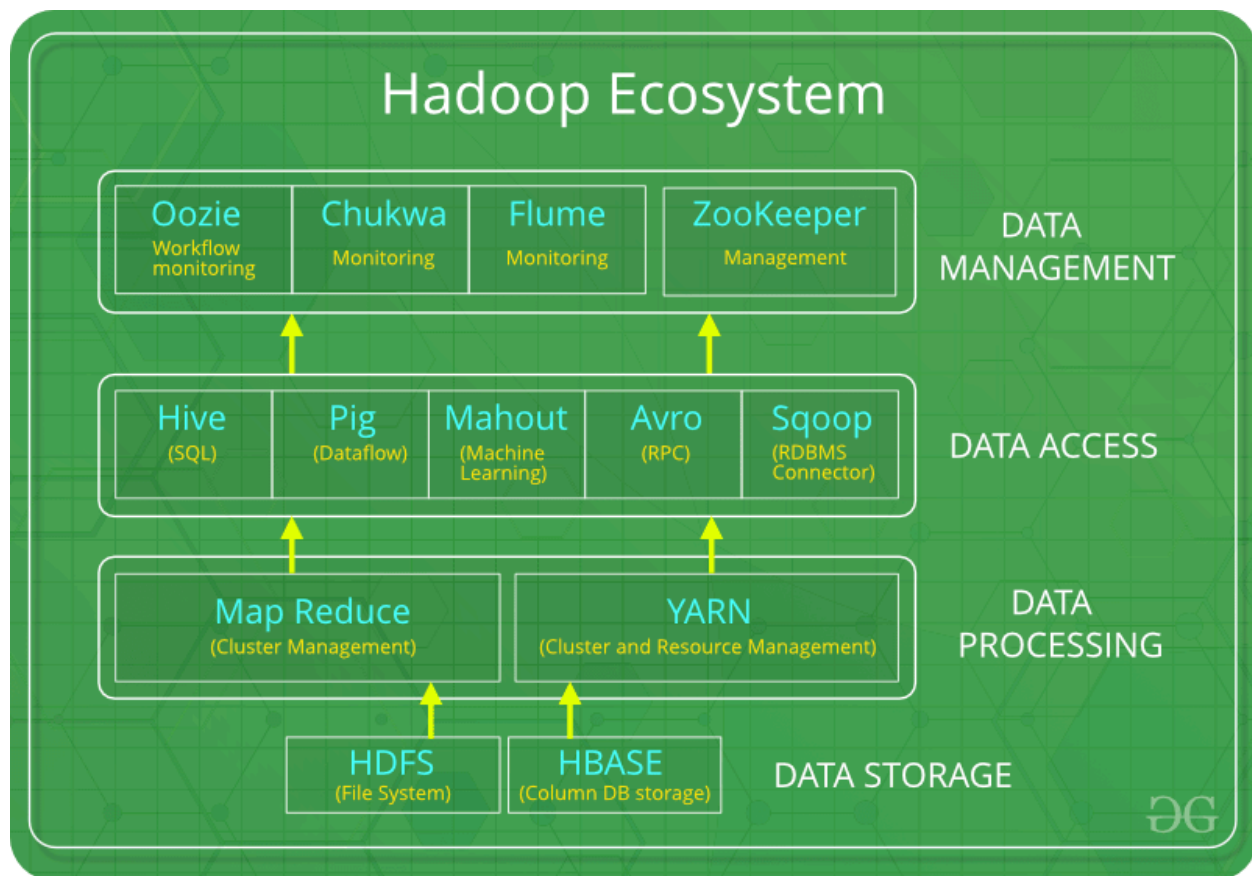 Hadoop Ecosystem
Oozie
Workflow
monitoring
Chukwa
Monitoring
Flume
Monitoring
ZooKeeper
Management
DATA
MANAGEMENT
Hive
(SQL)
Pig
(Dataflow)
Mahout
(Machine
Learning)
Avro
(RPC)
Sqoop
(RDBMS
Connector)
DATA ACCESS
Map Reduce
(Cluster Management)
YARN
(Cluster and Resource Management)
DATA
PROCESSING
HDFS
(File System)
HBASE
(Column DB storage)
DATA STORAGE